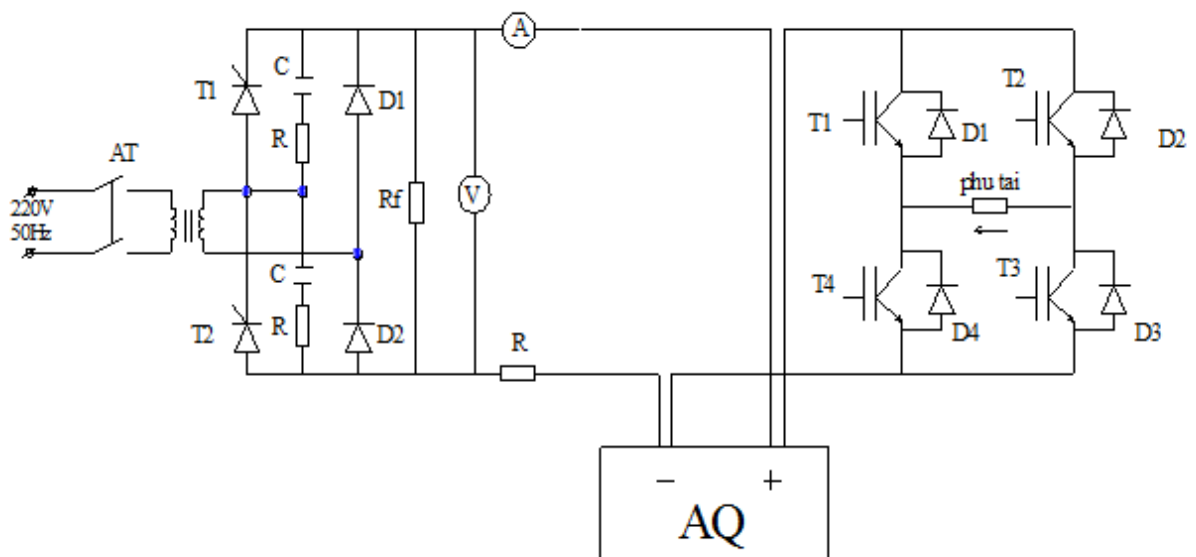 A
C
T1
D1
R
AT
220V
50Hz
Rf
V
C
R
T2
D2
R
T1
D1
T2
D2
phu tai
T4
D4
T3
D3
− +
AQ